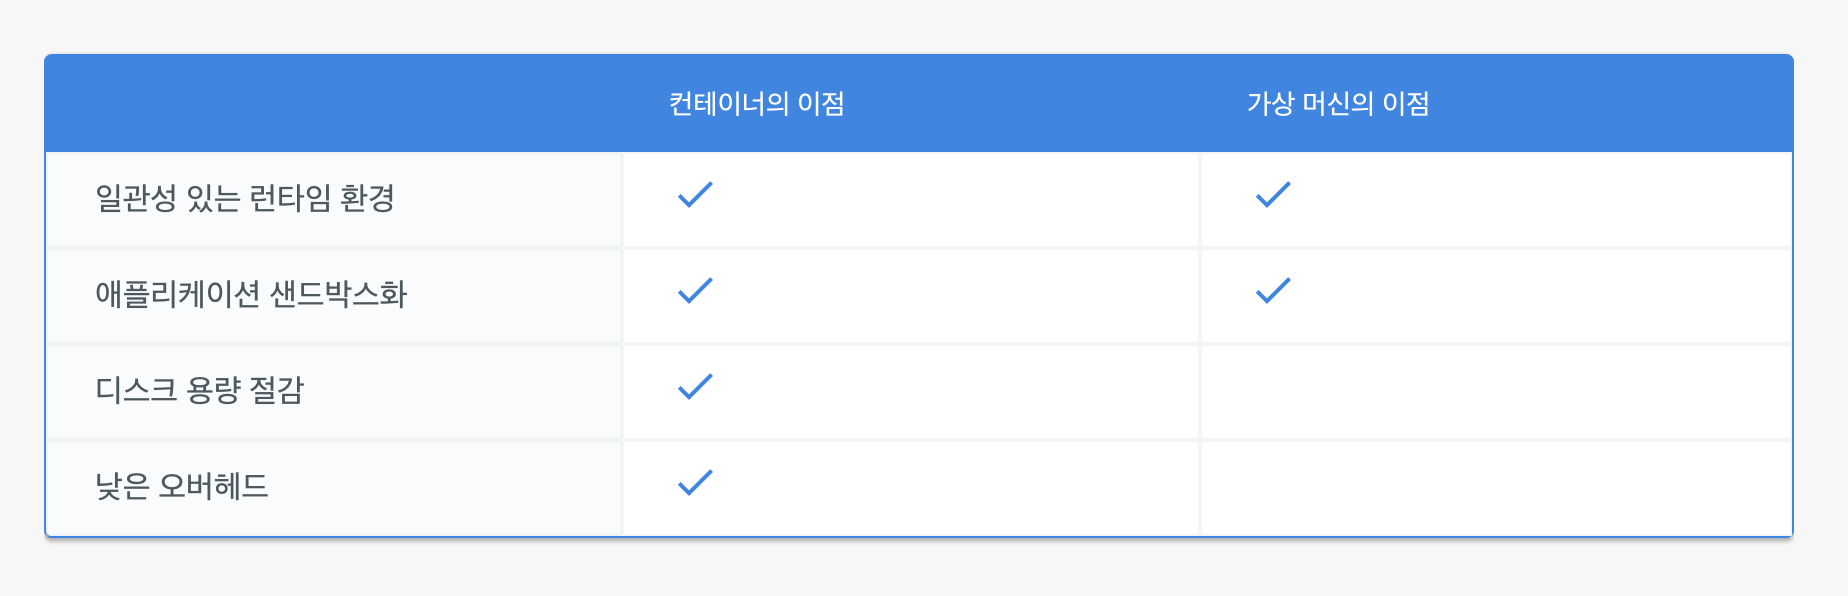 컨테이너의 이점 가상 머신의 이점
일관성 있는 런타임 환경
애플리케이션 샌드박스화
디스크 용량 절감
낮은 오버헤드